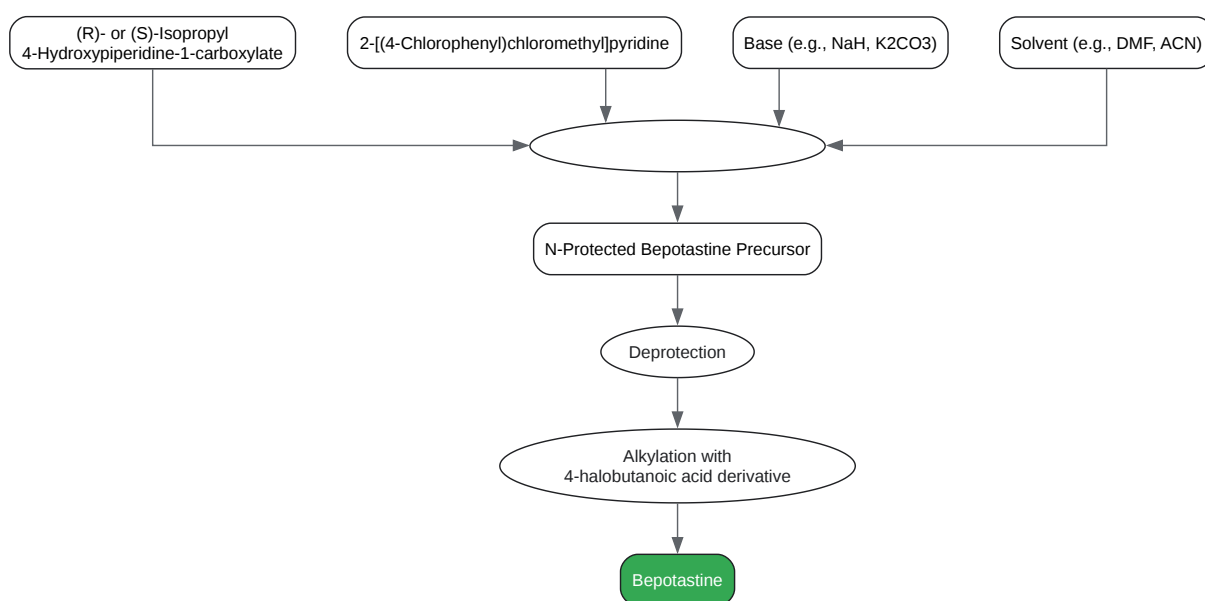 (R)- or (S)-Isopropyl
4-Hydroxypiperidine-1-carboxylate
2-[(4-Chlorophenyl)chloromethyl]pyridine
Base (e.g., NaH, K2CO3)
Solvent (e.g., DMF, ACN)
N-Protected Bepotastine Precursor
Deprotection
Alkylation with
4-halobutanoic acid derivative
Bepotastine